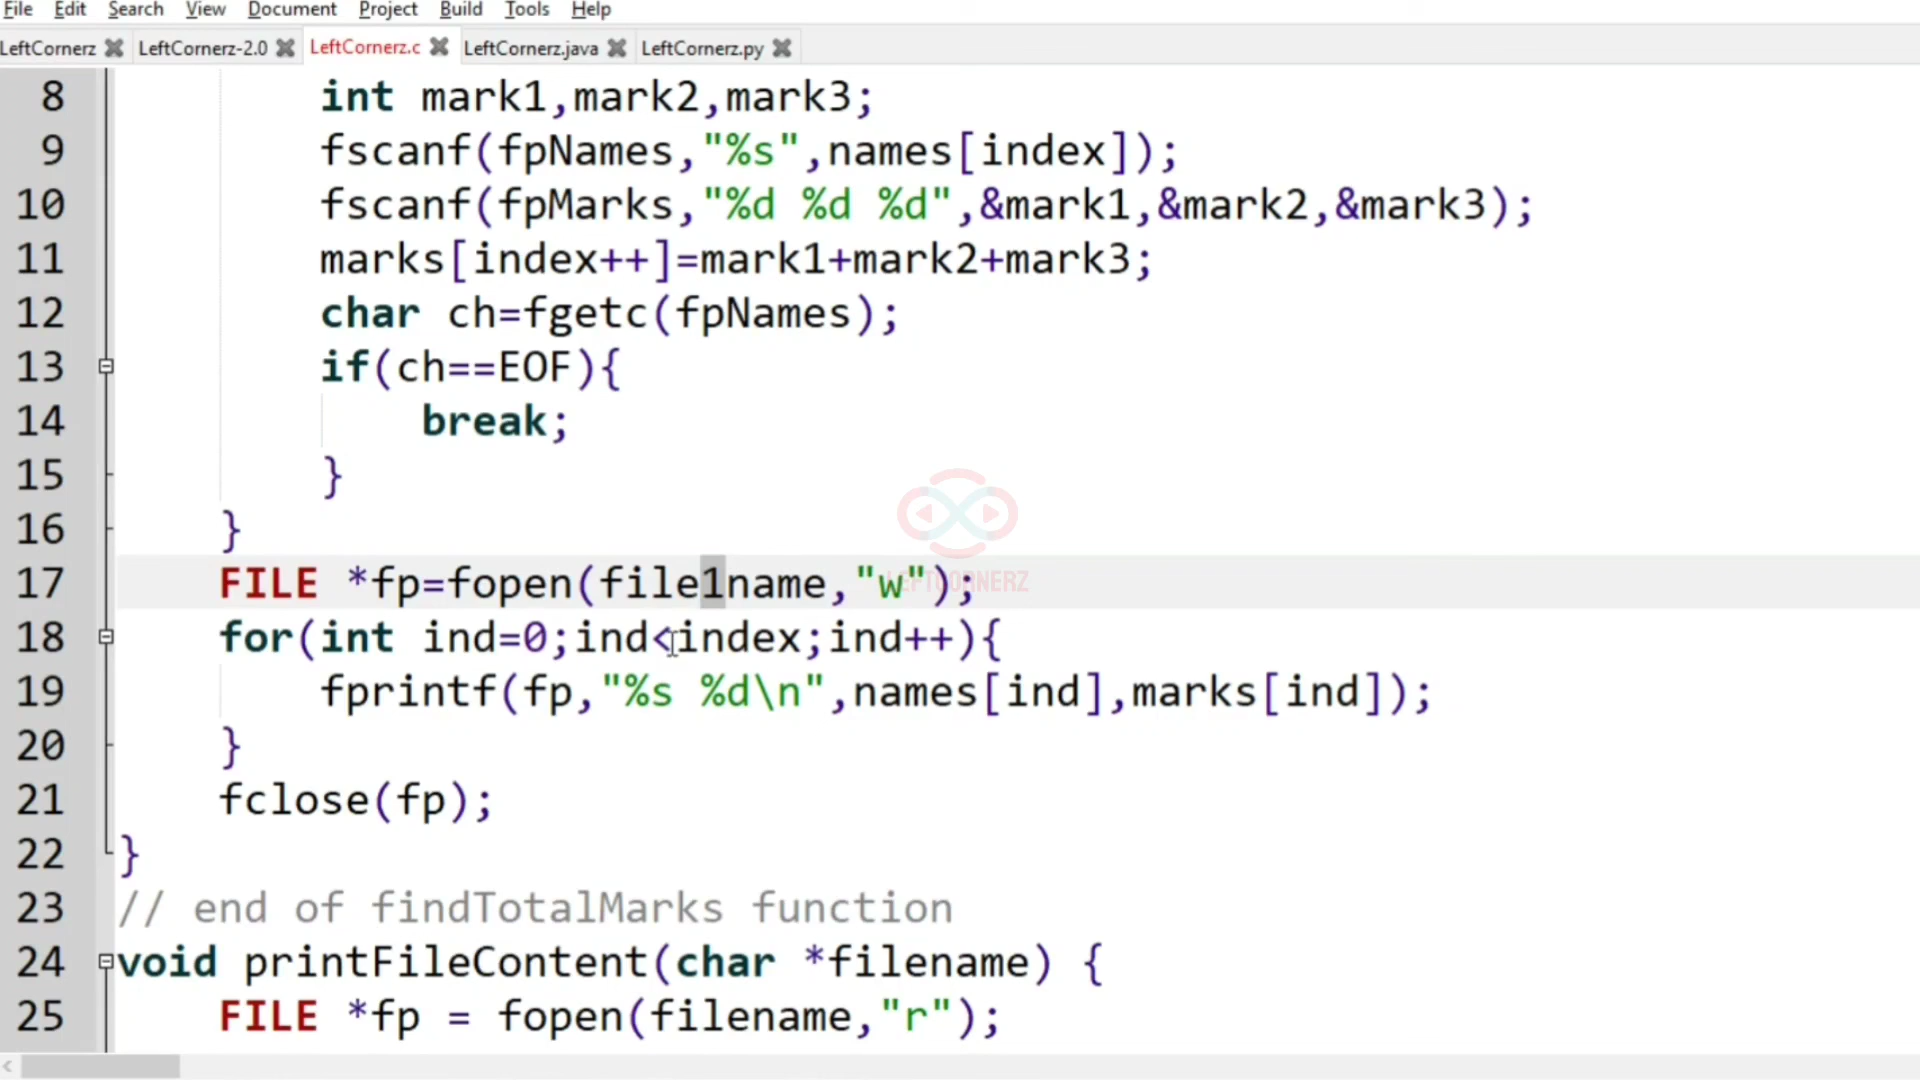 File Edit Search View Document Project Build Tools Help
LeftCornerz LeftCornerz-2.0 LeftCornerz.c LeftCornerz.java LeftCornerz.py
8 int mark1,mark2,mark3;
9 fscanf(fpNames,"%s",names[index]);
10 fscanf(fpMarks,"%d %d %d",&mark1,&mark2,&mark3);
11 marks[index++]=mark1+mark2+mark3;
12 char ch=fgetc(fpNames);
13 if(ch==EOF){
14 break;
15 }
16 }
17 FILE *fp=fopen(file1name,"w");
LEFTCORNERZ
18 for(int ind=0;ind<index;ind++){
19 fprintf(fp,"%s %d\n",names[ind],marks[ind]);
20 }
21 fclose(fp);
22 }
23 // end of findTotalMarks function
24 void printFileContent(char *filename) {
25 FILE *fp = fopen(filename,"r");